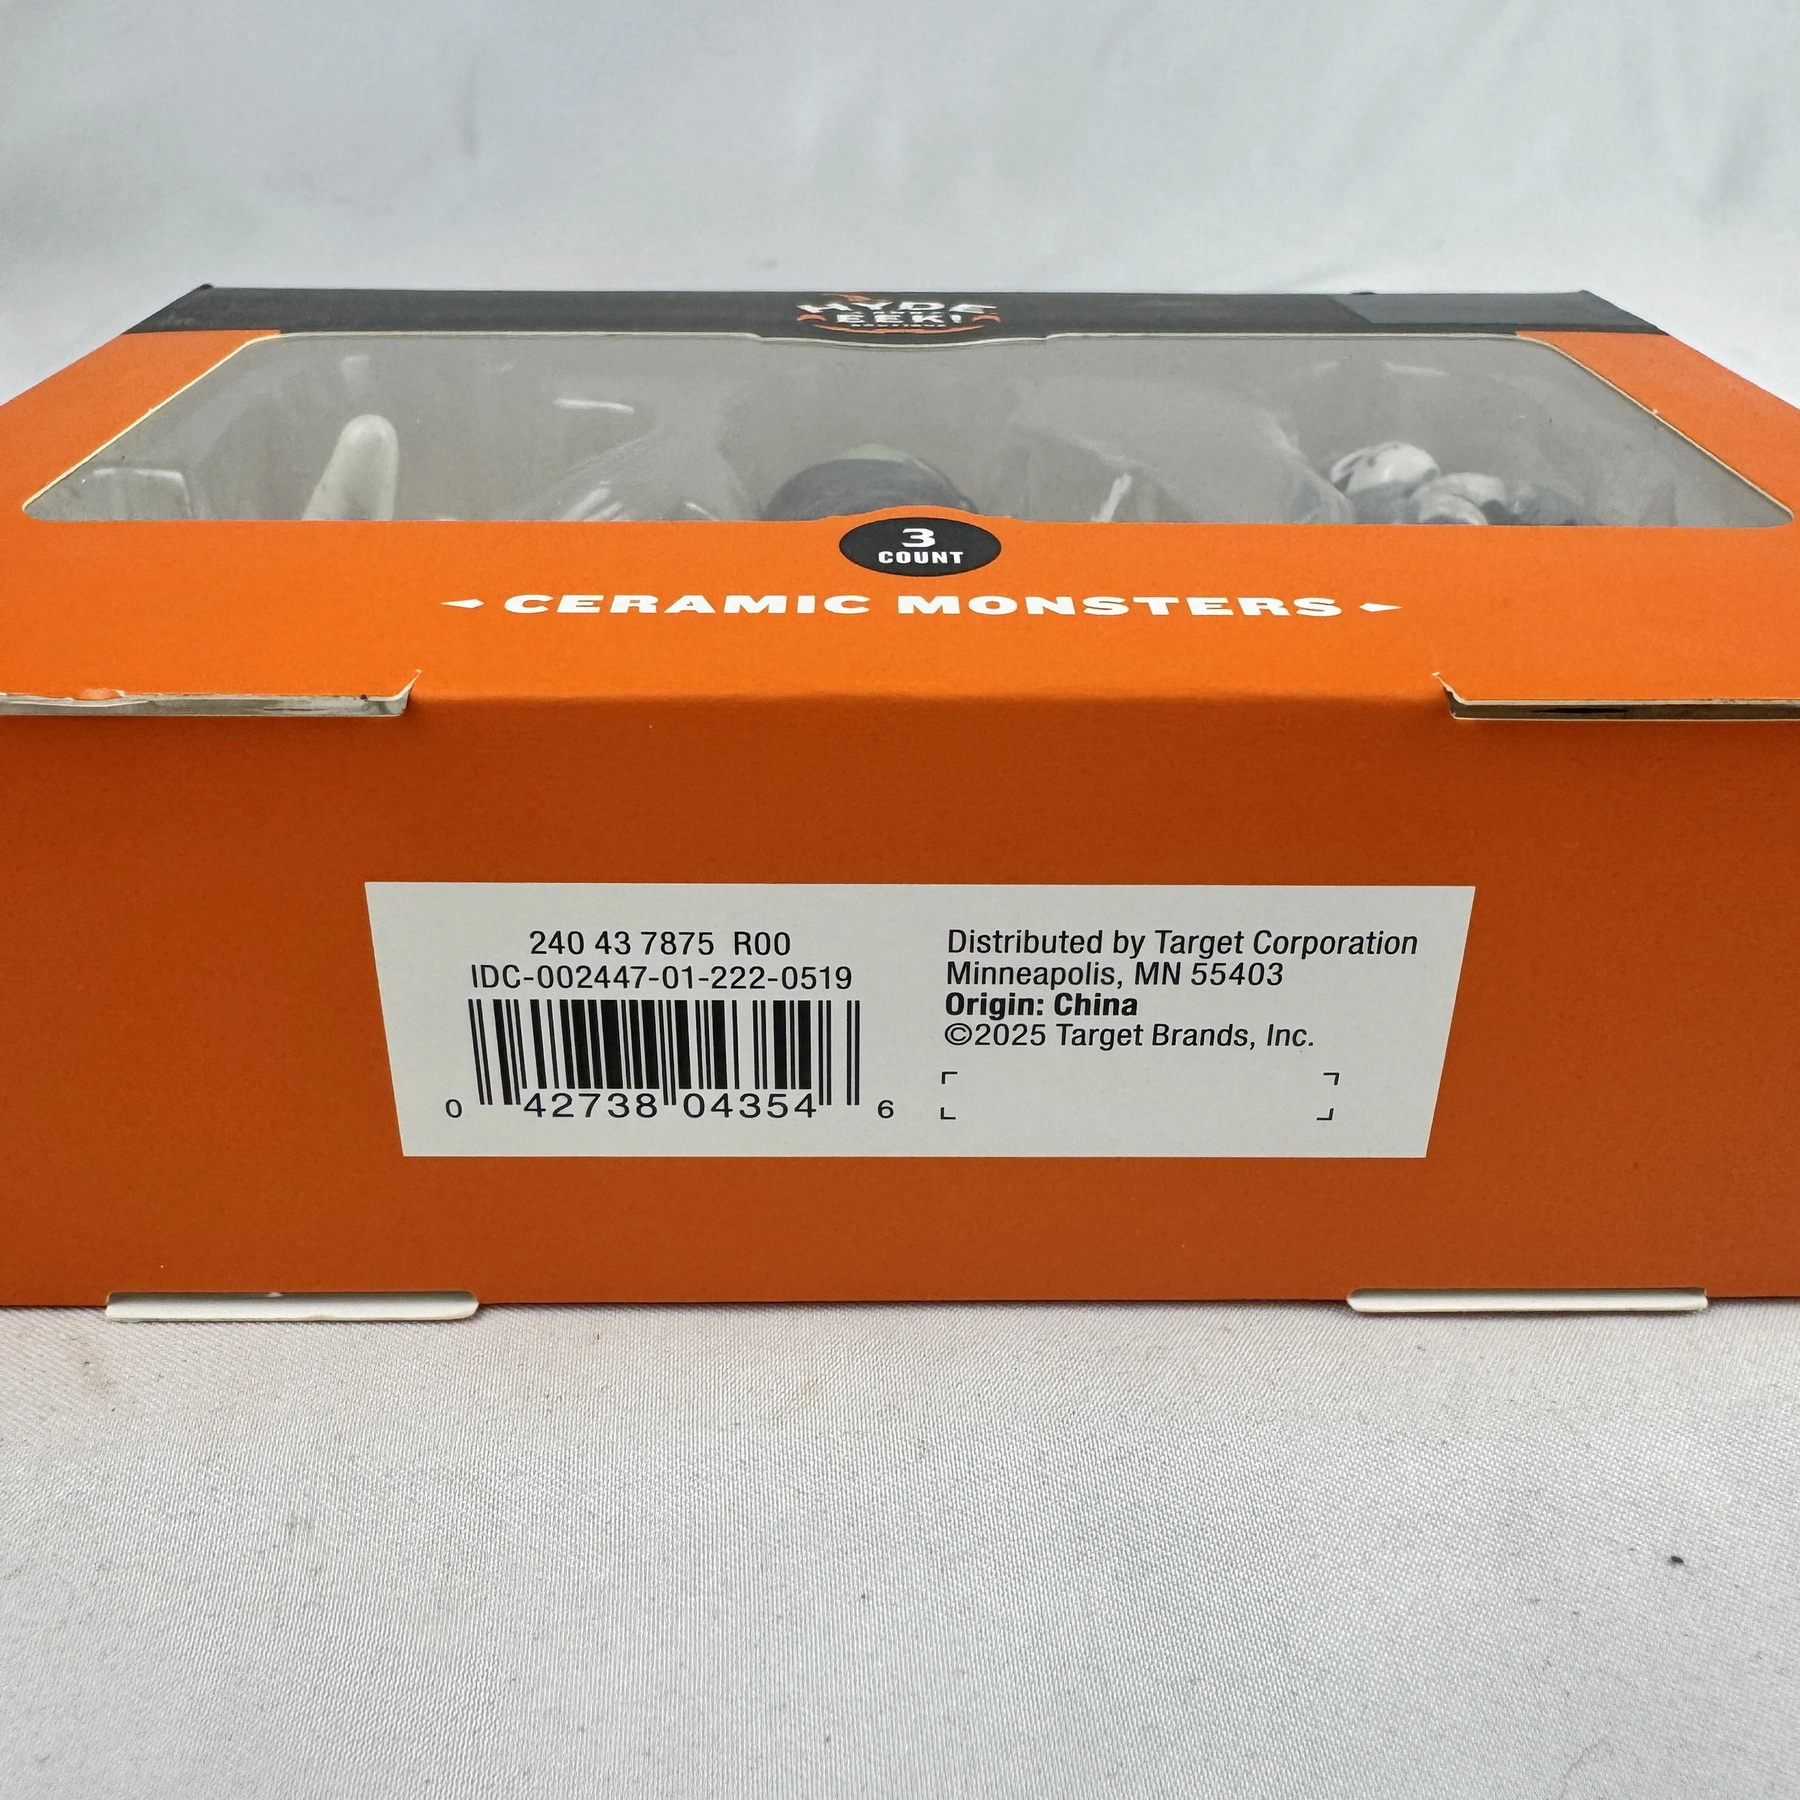 HYDE
EEK!
BOUTIQUE
3
COUNT
CERAMIC MONSTERS
240 43 7875 R00
IDC-002447-01-222-0519
0 42738 04354 6
Distributed by Target Corporation
Minneapolis, MN 55403
Origin: China
©2025 Target Brands, Inc.